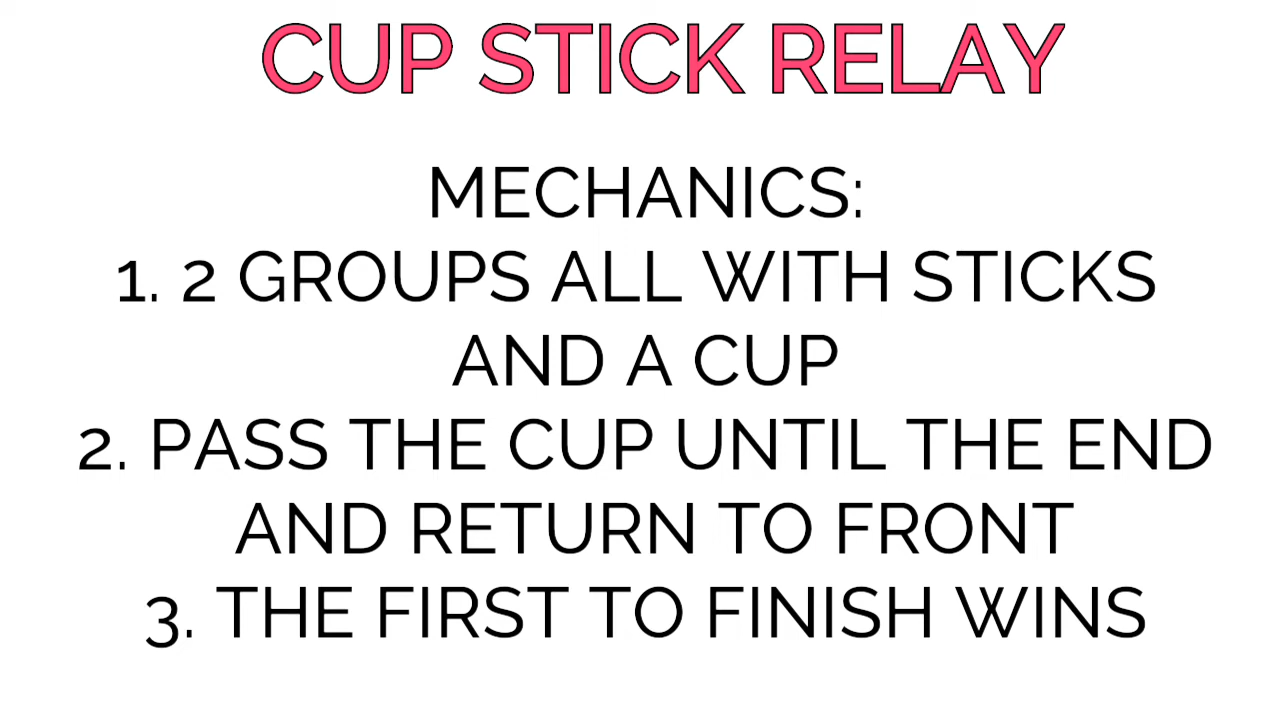 CUP STICK RELAY
MECHANICS:
1. 2 GROUPS ALL WITH STICKS
AND A CUP
2. PASS THE CUP UNTIL THE END
AND RETURN TO FRONT
3. THE FIRST TO FINISH WINS